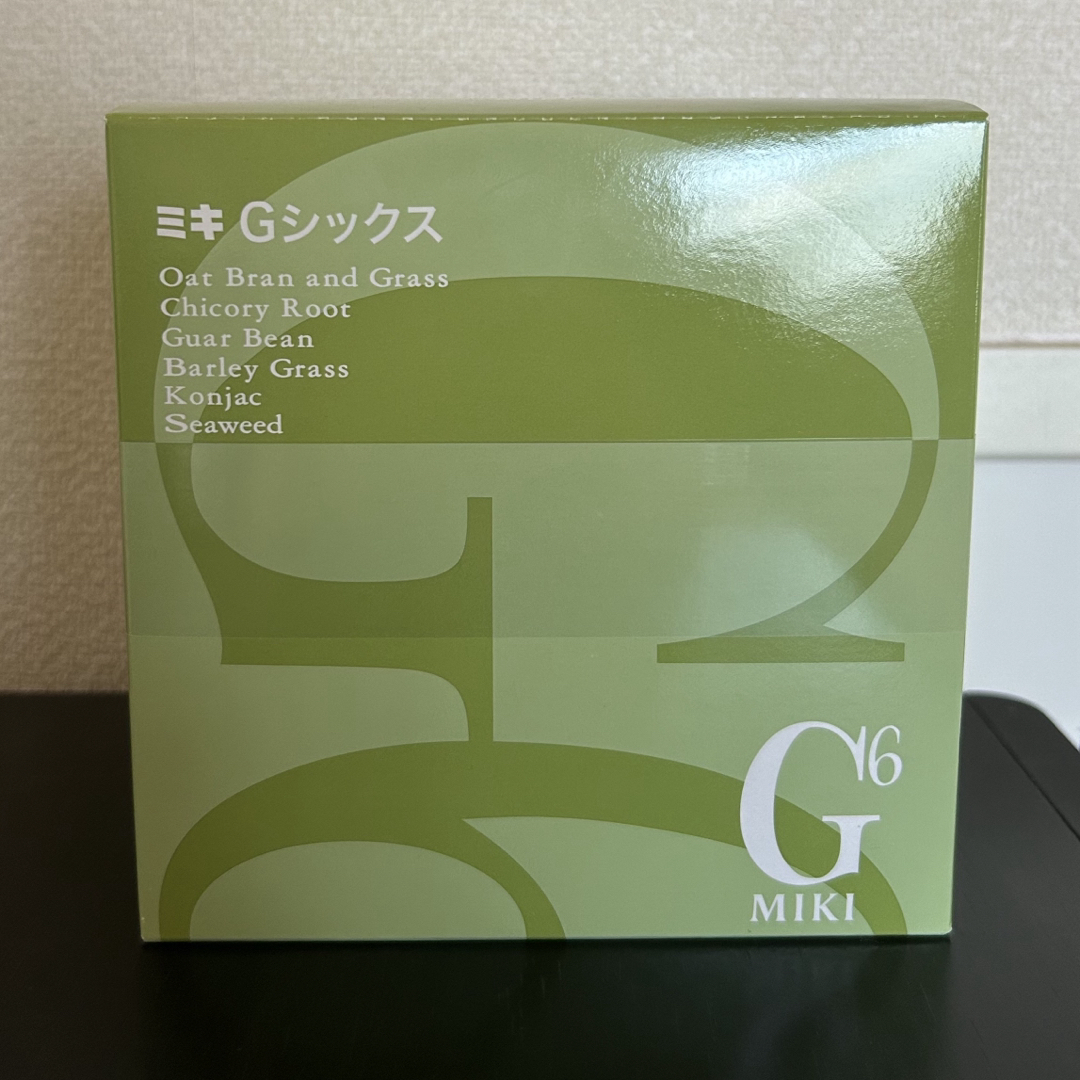 ミキ Gシックス
Oat Bran and Grass
Chicory Root
Guar Bean
Barley Grass
Konjac
Seaweed
G6
MIKI